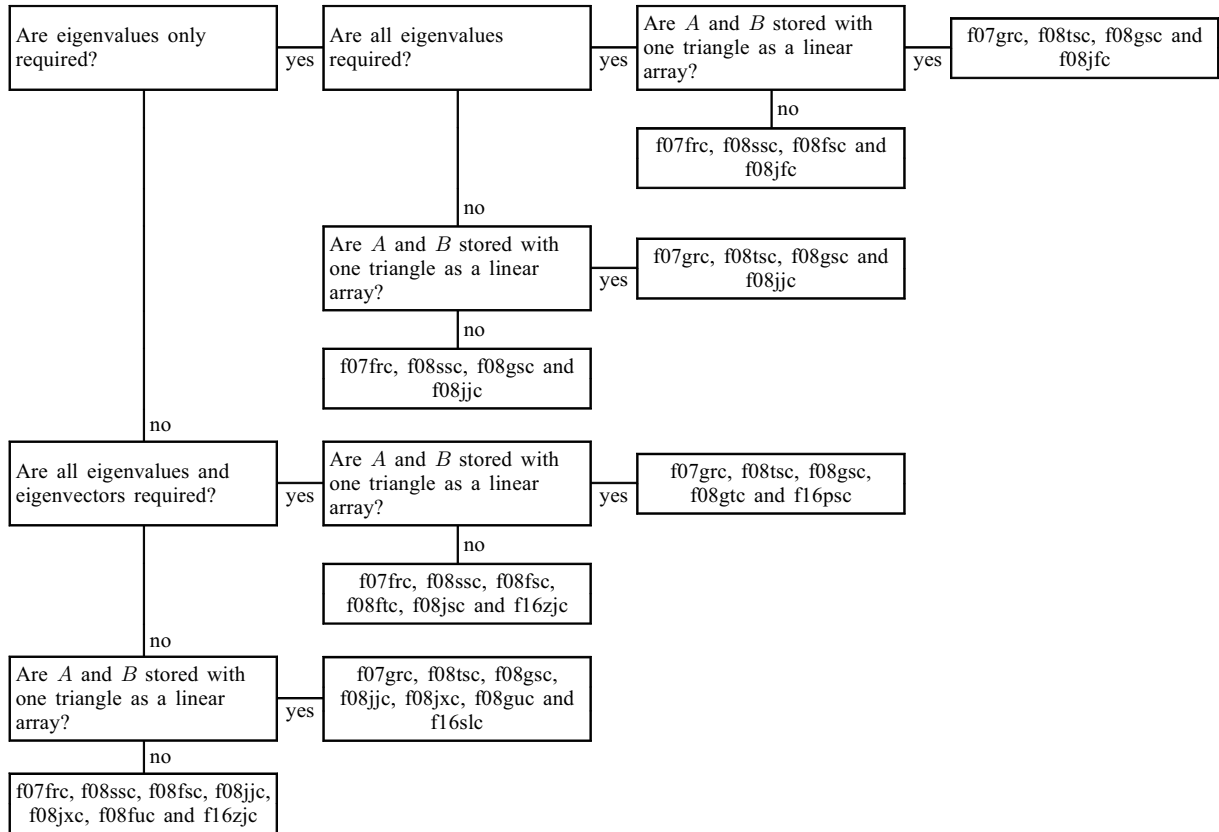 Are eigenvalues only
required?
yes
Are all eigenvalues
required?
yes
Are A and B stored with
one triangle as a linear
array?
yes
f07grc, f08tsc, f08gsc and
f08jfc
no
f07frc, f08ssc, f08fsc and
f08jfc
no
Are A and B stored with
one triangle as a linear
array?
yes
f07grc, f08tsc, f08gsc and
f08jjc
no
f07frc, f08ssc, f08gsc and
f08jjc
no
Are all eigenvalues and
eigenvectors required?
yes
Are A and B stored with
one triangle as a linear
array?
yes
f07grc, f08tsc, f08gsc,
f08gtc and f16psc
no
f07frc, f08ssc, f08fsc,
f08ftc, f08jsc and f16zjc
no
Are A and B stored with
one triangle as a linear
array?
yes
f07grc, f08tsc, f08gsc,
f08jjc, f08jxc, f08guc and
f16slc
no
f07frc, f08ssc, f08fsc, f08jjc,
f08jxc, f08fuc and f16zjc